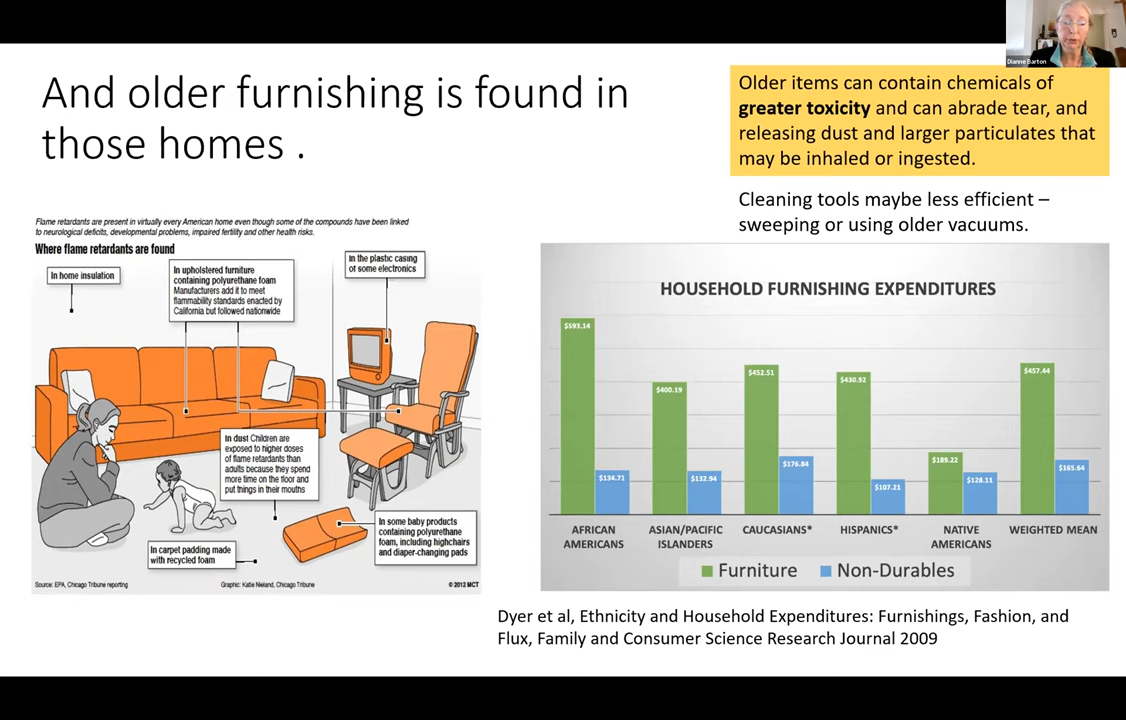 Dianne Barton
And older furnishing is found in
those homes .
Older items can contain chemicals of
greater toxicity and can abrade tear, and
releasing dust and larger particulates that
may be inhaled or ingested.
Cleaning tools maybe less efficient –
sweeping or using older vacuums.
Flame retardants are present in virtually every American home even though some of the compounds have been linked
to neurological deficits, developmental problems, impaired fertility and other health risks.
Where flame retardants are found
In home insulation
In upholstered furniture
containing polyurethane foam
Manufacturers add it to meet
flammability standards enacted by
California but followed nationwide
In the plastic casing
of some electronics
In dust Children are
exposed to higher doses
of flame retardants than
adults because they spend
more time on the floor and
put things in their mouths
In carpet padding made
with recycled foam
In some baby products
containing polyurethane
foam, including highchairs
and diaper-changing pads
Source: EPA, Chicago Tribune reporting
Graphic: Katie Nieland, Chicago Tribune
© 2012 MCT
HOUSEHOLD FURNISHING EXPENDITURES
$593.14
$134.71
$400.19
$132.94
$452.51
$176.84
$430.92
$107.21
$189.22
$128.11
$457.44
$165.64
AFRICAN
AMERICANS
ASIAN/PACIFIC
ISLANDERS
CAUCASIANS*
HISPANICS*
NATIVE
AMERICANS
WEIGHTED MEAN
Furniture
Non-Durables
Dyer et al, Ethnicity and Household Expenditures: Furnishings, Fashion, and
Flux, Family and Consumer Science Research Journal 2009